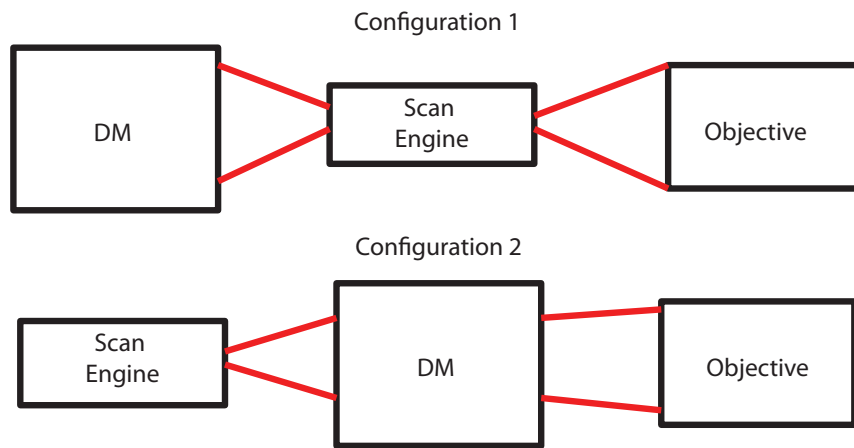 Configuration 1
DM
Scan
Engine
Objective
Configuration 2
Scan
Engine
DM
Objective